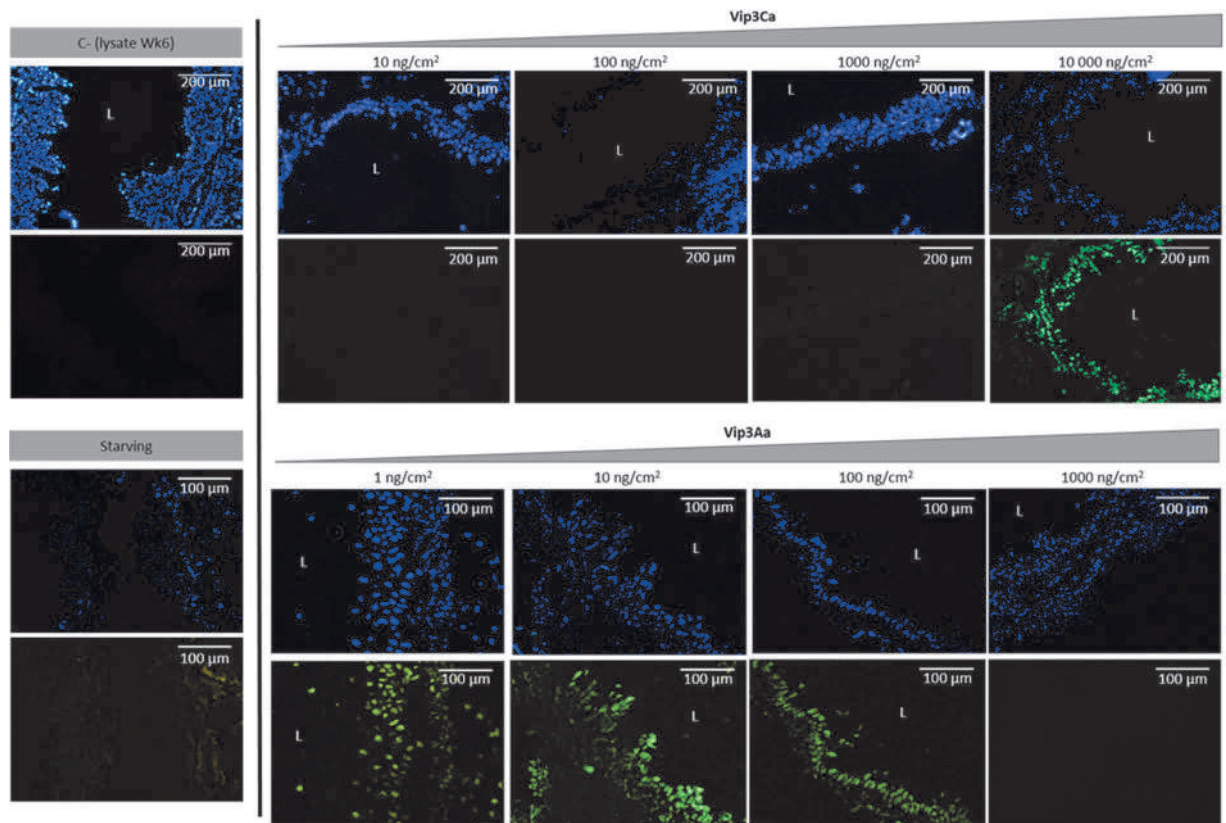 C- (lysate Wk6)
200 µm
L
200 µm
Vip3Ca
10 ng/cm² 100 ng/cm² 1000 ng/cm² 10 000 ng/cm²
200 µm 200 µm 200 µm 200 µm
L L L L
200 µm 200 µm 200 µm 200 µm
L
Starving
100 µm
100 µm
Vip3Aa
1 ng/cm² 10 ng/cm² 100 ng/cm² 1000 ng/cm²
100 µm 100 µm 100 µm 100 µm
L L L L
100 µm 100 µm 100 µm 100 µm
L L L